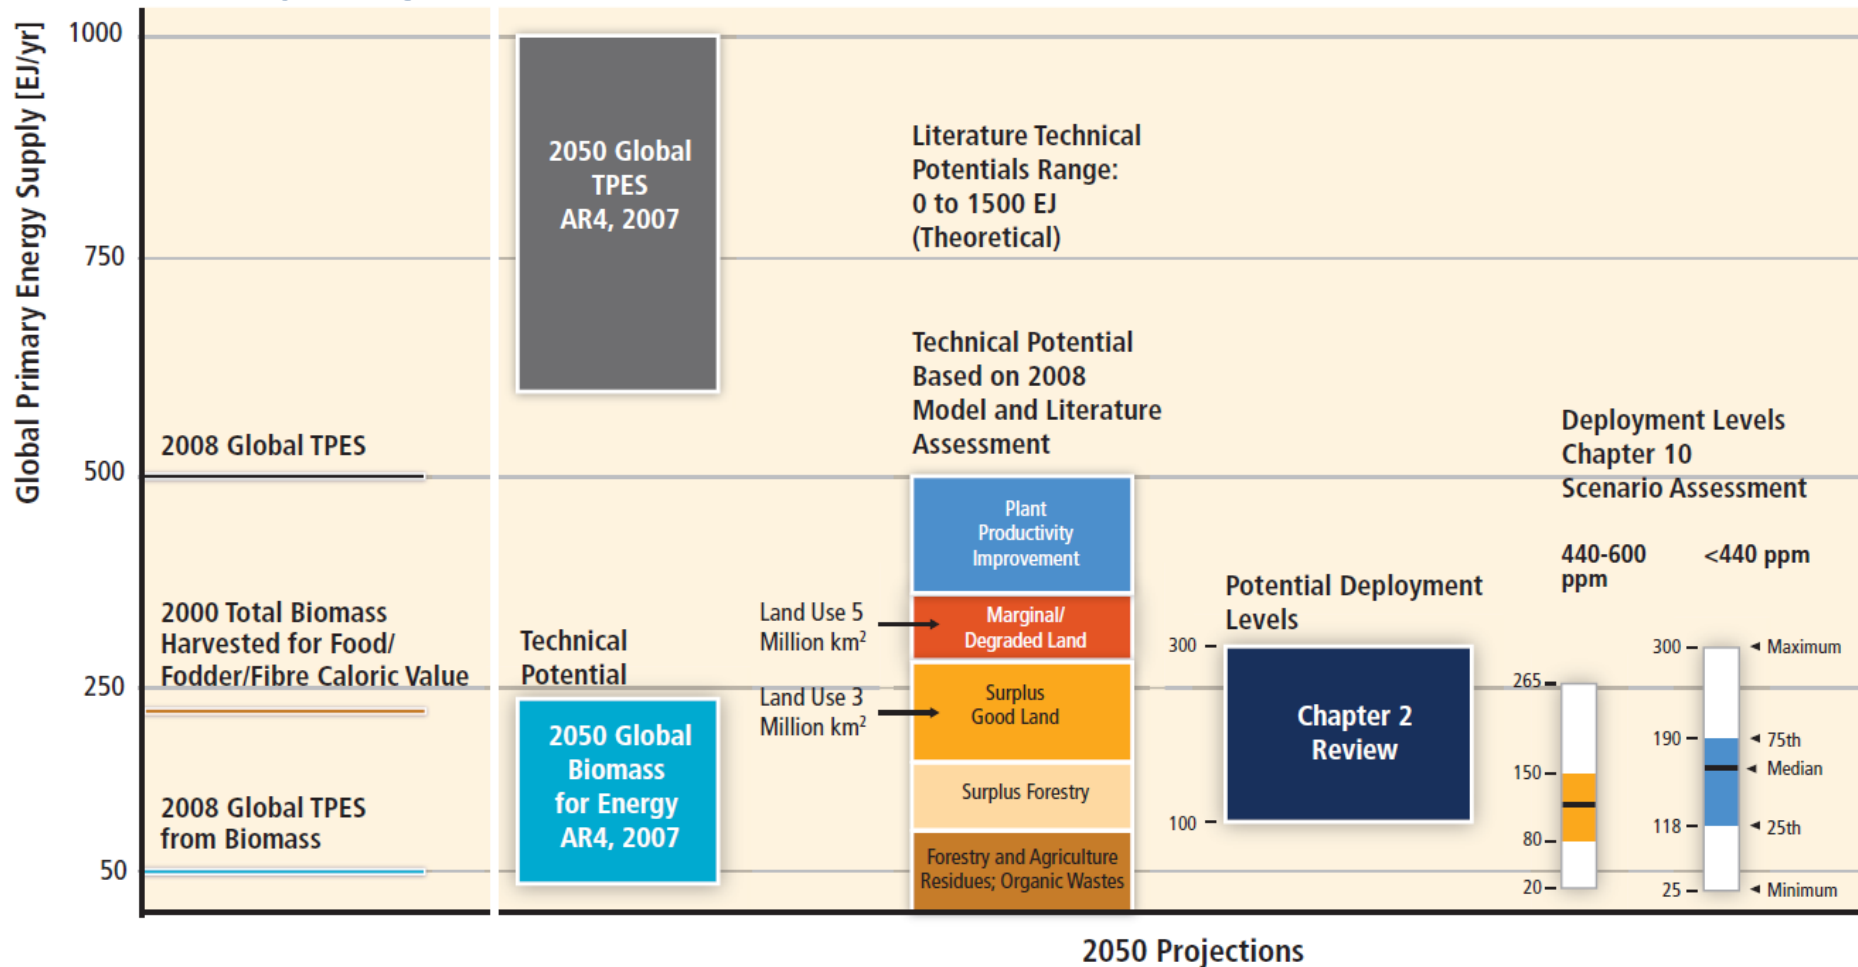 Global Primary Energy Supply [EJ/yr]
1000
750
500
250
50
2008 Global TPES
2000 Total Biomass
Harvested for Food/
Fodder/Fibre Caloric Value
2008 Global TPES
from Biomass
2050 Global
TPES
AR4, 2007
Technical
Potential
2050 Global
Biomass
for Energy
AR4, 2007
Literature Technical
Potentials Range:
0 to 1500 EJ
(Theoretical)
Technical Potential
Based on 2008
Model and Literature
Assessment
Plant
Productivity
Improvement
Land Use 5
Million km²
Marginal/
Degraded Land
Land Use 3
Million km²
Surplus
Good Land
Surplus Forestry
Forestry and Agriculture
Residues; Organic Wastes
Potential Deployment
Levels
300
100
Chapter 2
Review
Deployment Levels
Chapter 10
Scenario Assessment
440-600
ppm
265
150
80
20
<440 ppm
300
190
118
25
Maximum
75th
Median
25th
Minimum
2050 Projections